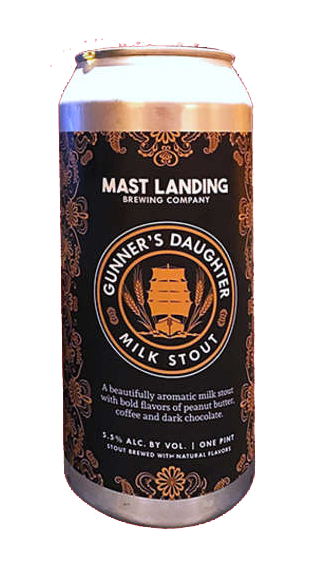 MAST LANDING
BREWING COMPANY
GUNNER'S DAUGHTER
MILK STOUT
A beautifully aromatic milk stout
with bold flavors of peanut butter,
coffee and dark chocolate.
5.5% ALC. BY VOL. | ONE PINT
STOUT BREWED WITH NATURAL FLAVORS